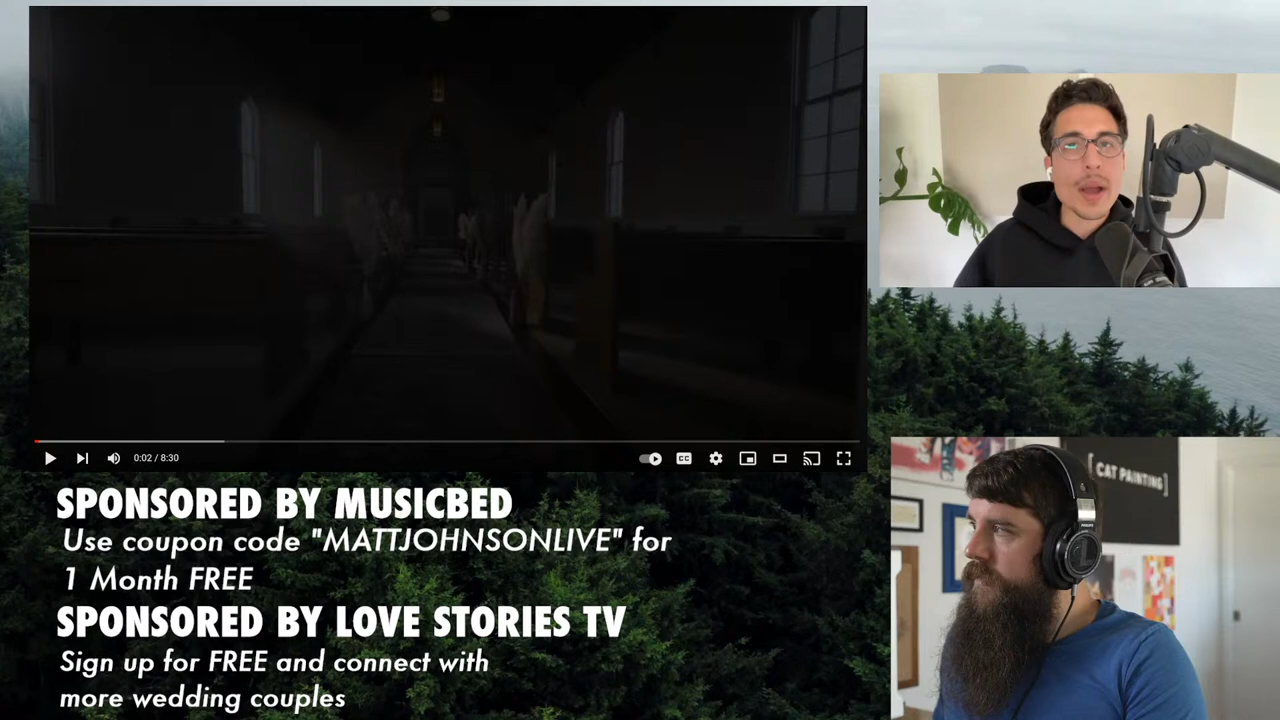 [CAT PAINTING]
0:02 / 8:30
CC
SPONSORED BY MUSICBED
Use coupon code "MATTJOHNSONLIVE" for
1 Month FREE
SPONSORED BY LOVE STORIES TV
Sign up for FREE and connect with
more wedding couples